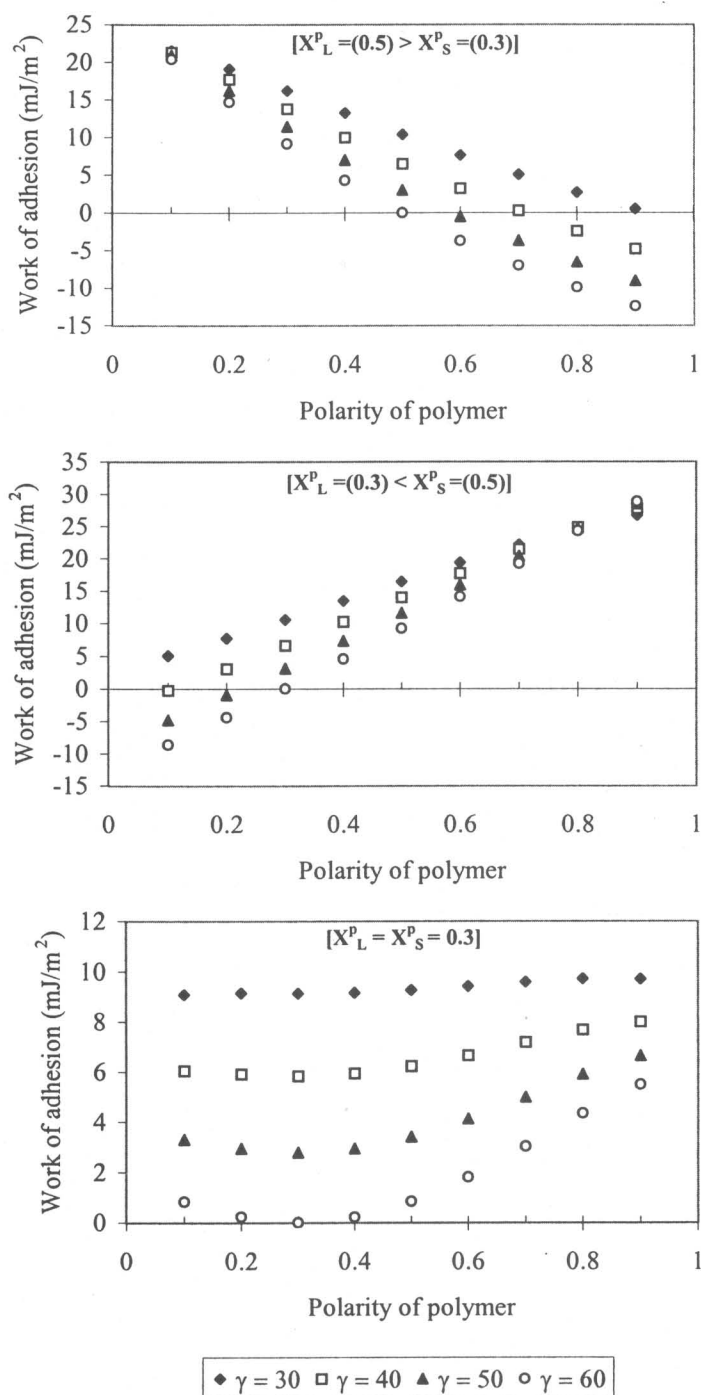 [X^p_L =(0.5) > X^p_S =(0.3)]
Work of adhesion (mJ/m²)
25
20
15
10
5
0
-5
-10
-15
0 0.2 0.4 0.6 0.8 1
Polarity of polymer
[X^p_L =(0.3) < X^p_S =(0.5)]
Work of adhesion (mJ/m²)
35
30
25
20
15
10
5
0
-5
-10
-15
0 0.2 0.4 0.6 0.8 1
Polarity of polymer
[X^p_L = X^p_S = 0.3]
Work of adhesion (mJ/m²)
12
10
8
6
4
2
0
0 0.2 0.4 0.6 0.8 1
Polarity of polymer
γ = 30 γ = 40 γ = 50 γ = 60